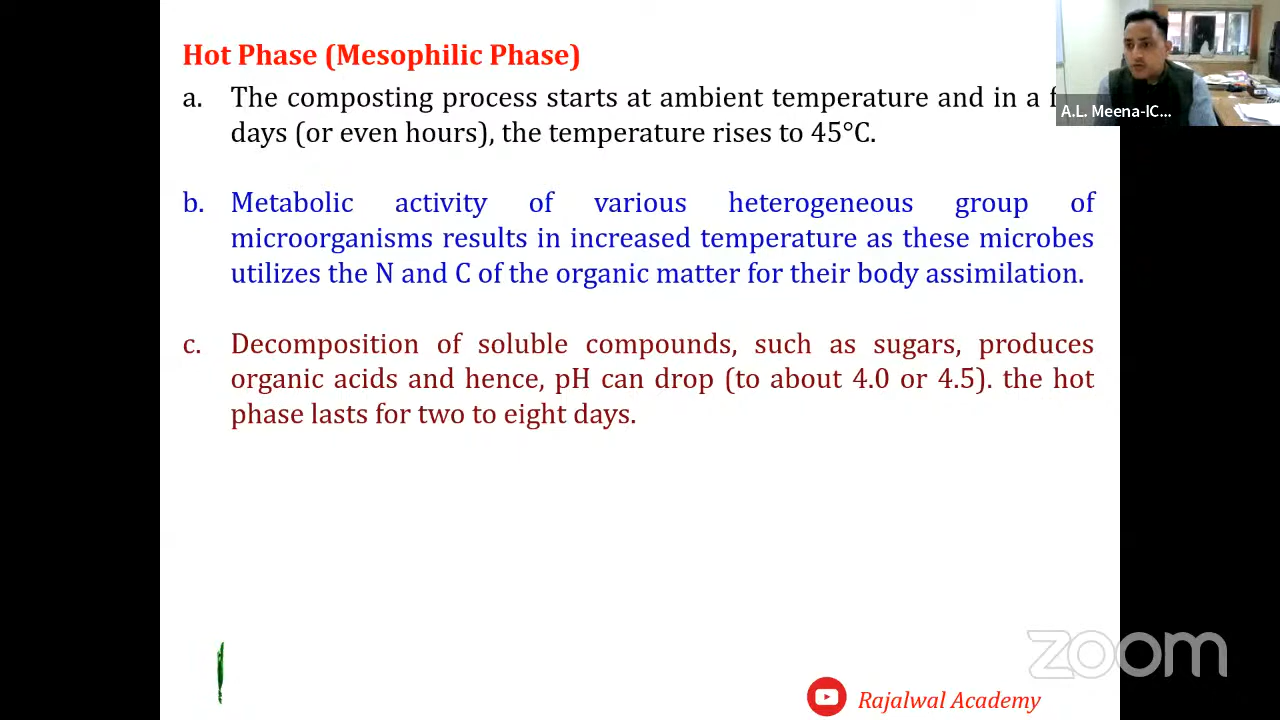 Hot Phase (Mesophilic Phase)
a. The composting process starts at ambient temperature and in a
days (or even hours), the temperature rises to 45°C.
b. Metabolic activity of various heterogeneous group of
microorganisms results in increased temperature as these microbes
utilizes the N and C of the organic matter for their body assimilation.
c. Decomposition of soluble compounds, such as sugars, produces
organic acids and hence, pH can drop (to about 4.0 or 4.5). the hot
phase lasts for two to eight days.
A.L. Meena-IC...
zoom
Rajalwal Academy